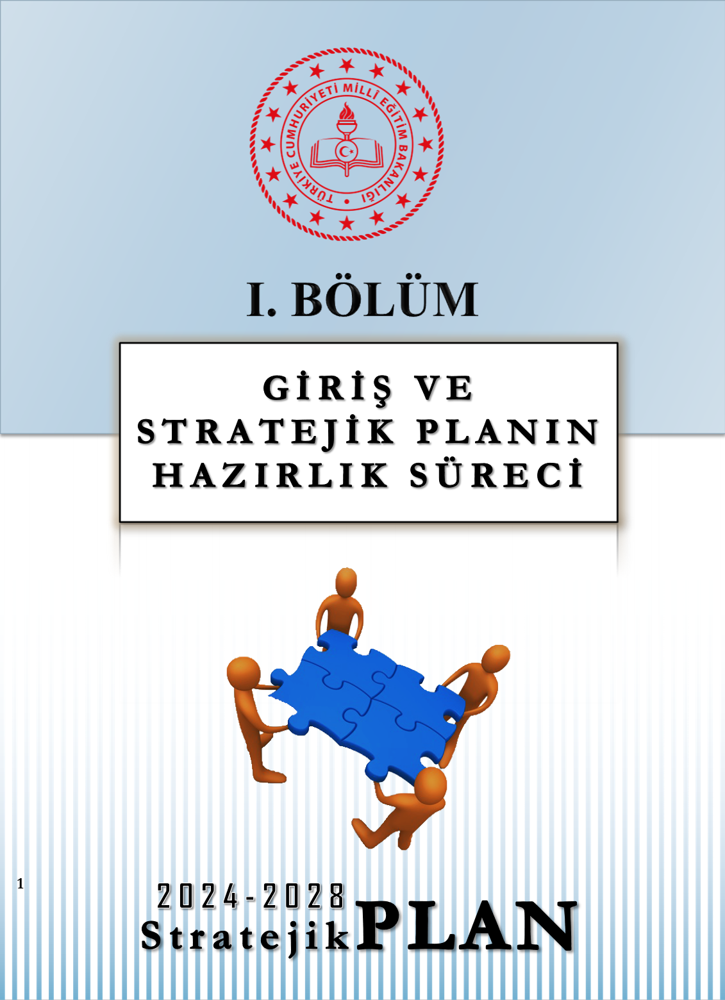 TÜRKİYE CUMHURİYETİ MİLLÎ EĞİTİM BAKANLIĞI
I. BÖLÜM
GİRİŞ VE
STRATEJİK PLANIN
HAZIRLIK SÜRECİ
1
2024-2028
Stratejik PLAN